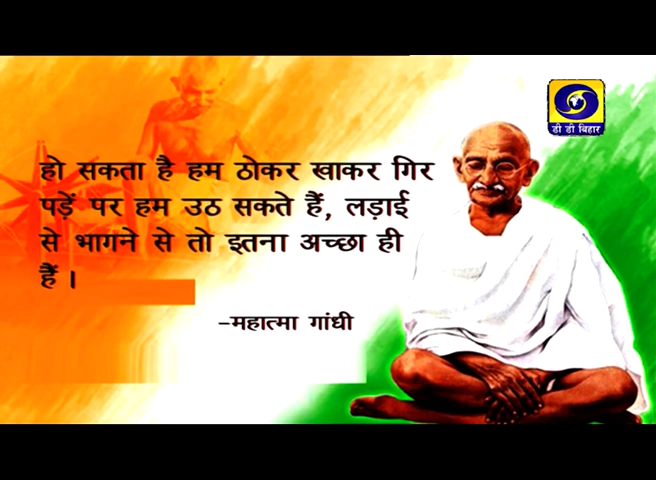 डी डी बिहार
हो सकता है हम ठोकर खाकर गिर
पड़ें पर हम उठ सकते हैं, लड़ाई
से भागने से तो इतना अच्छा ही
हैं।
–महात्मा गांधी